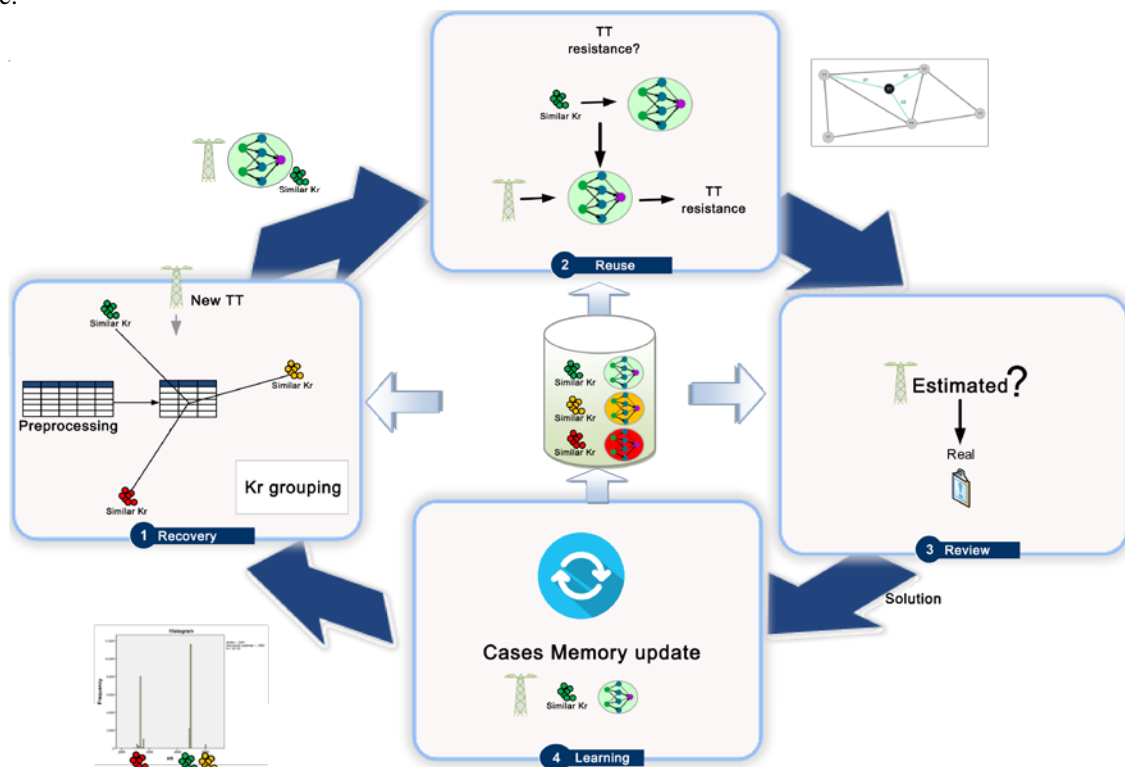 c.
TT
resistance?
Similar Kr
TT
resistance
2 Reuse
Similar Kr
New TT
Similar Kr
Similar Kr
Preprocessing
Similar Kr
Kr grouping
1 Recovery
Similar Kr
Similar Kr
Similar Kr
Estimated?
Real
3 Review
Solution
Cases Memory update
Similar Kr
4 Learning
Histogram
Frequency
KR